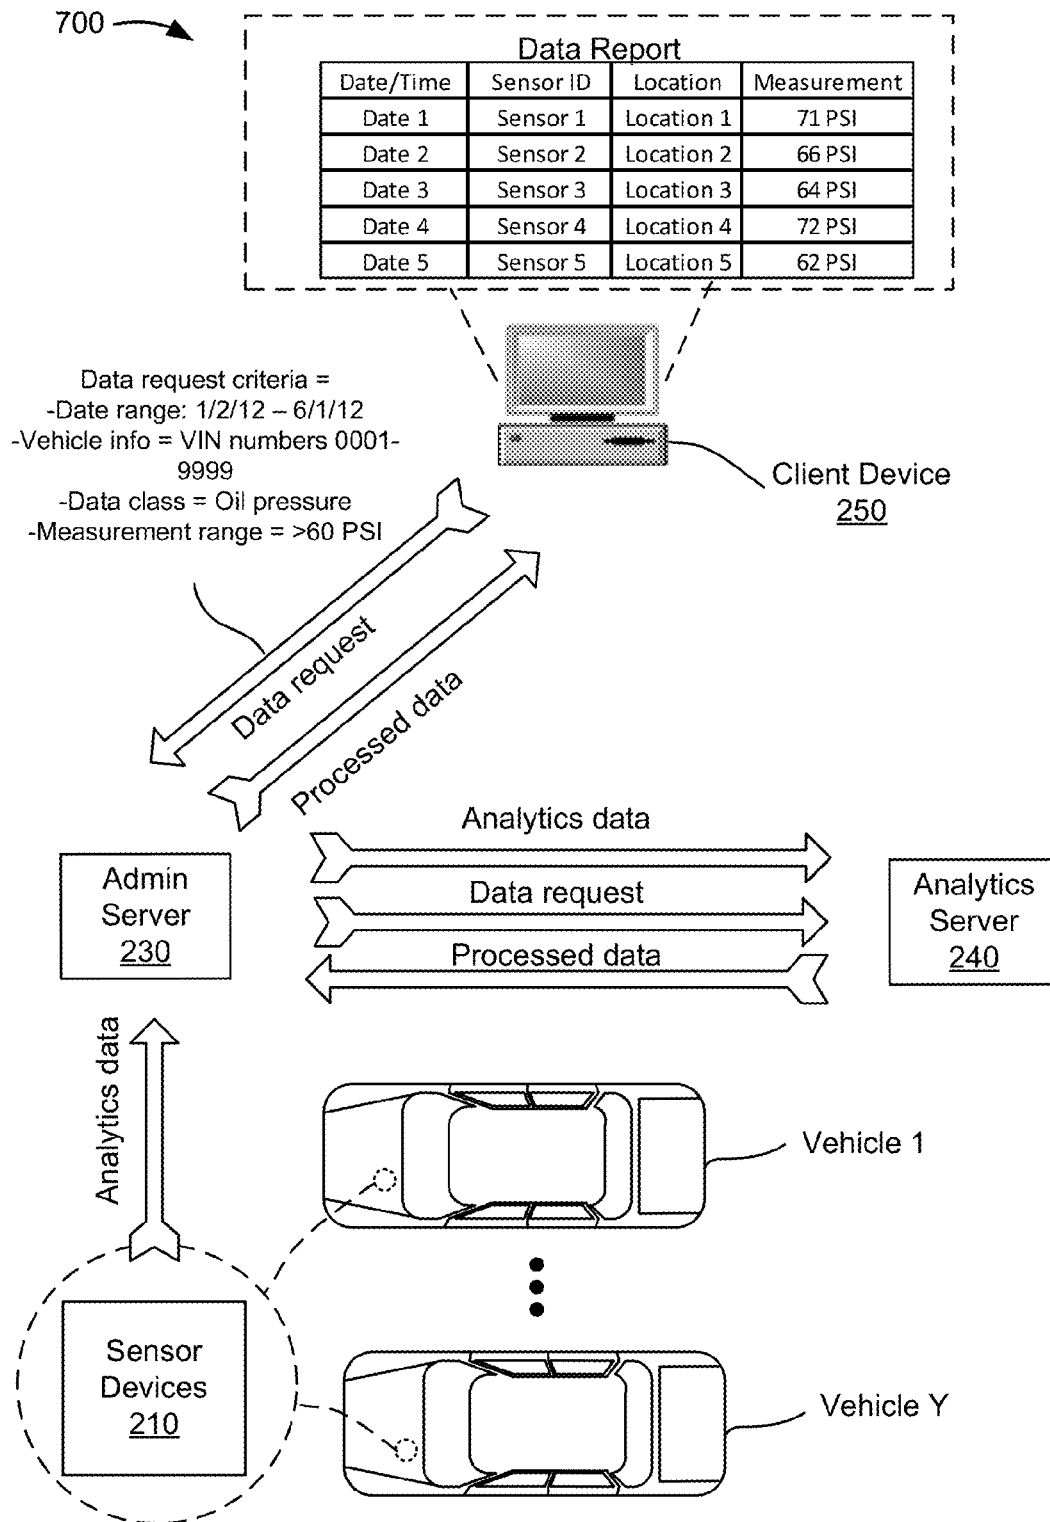 700
Data Report
Date/Time Sensor ID Location Measurement
Date 1 Sensor 1 Location 1 71 PSI
Date 2 Sensor 2 Location 2 66 PSI
Date 3 Sensor 3 Location 3 64 PSI
Date 4 Sensor 4 Location 4 72 PSI
Date 5 Sensor 5 Location 5 62 PSI
Data request criteria =
-Date range: 1/2/12 – 6/1/12
-Vehicle info = VIN numbers 0001-
9999
-Data class = Oil pressure
-Measurement range = >60 PSI
Client Device
250
Data request
Processed data
Analytics data
Data request
Processed data
Admin
Server
230
Analytics
Server
240
Analytics data
Vehicle 1
Sensor
Devices
210
Vehicle Y